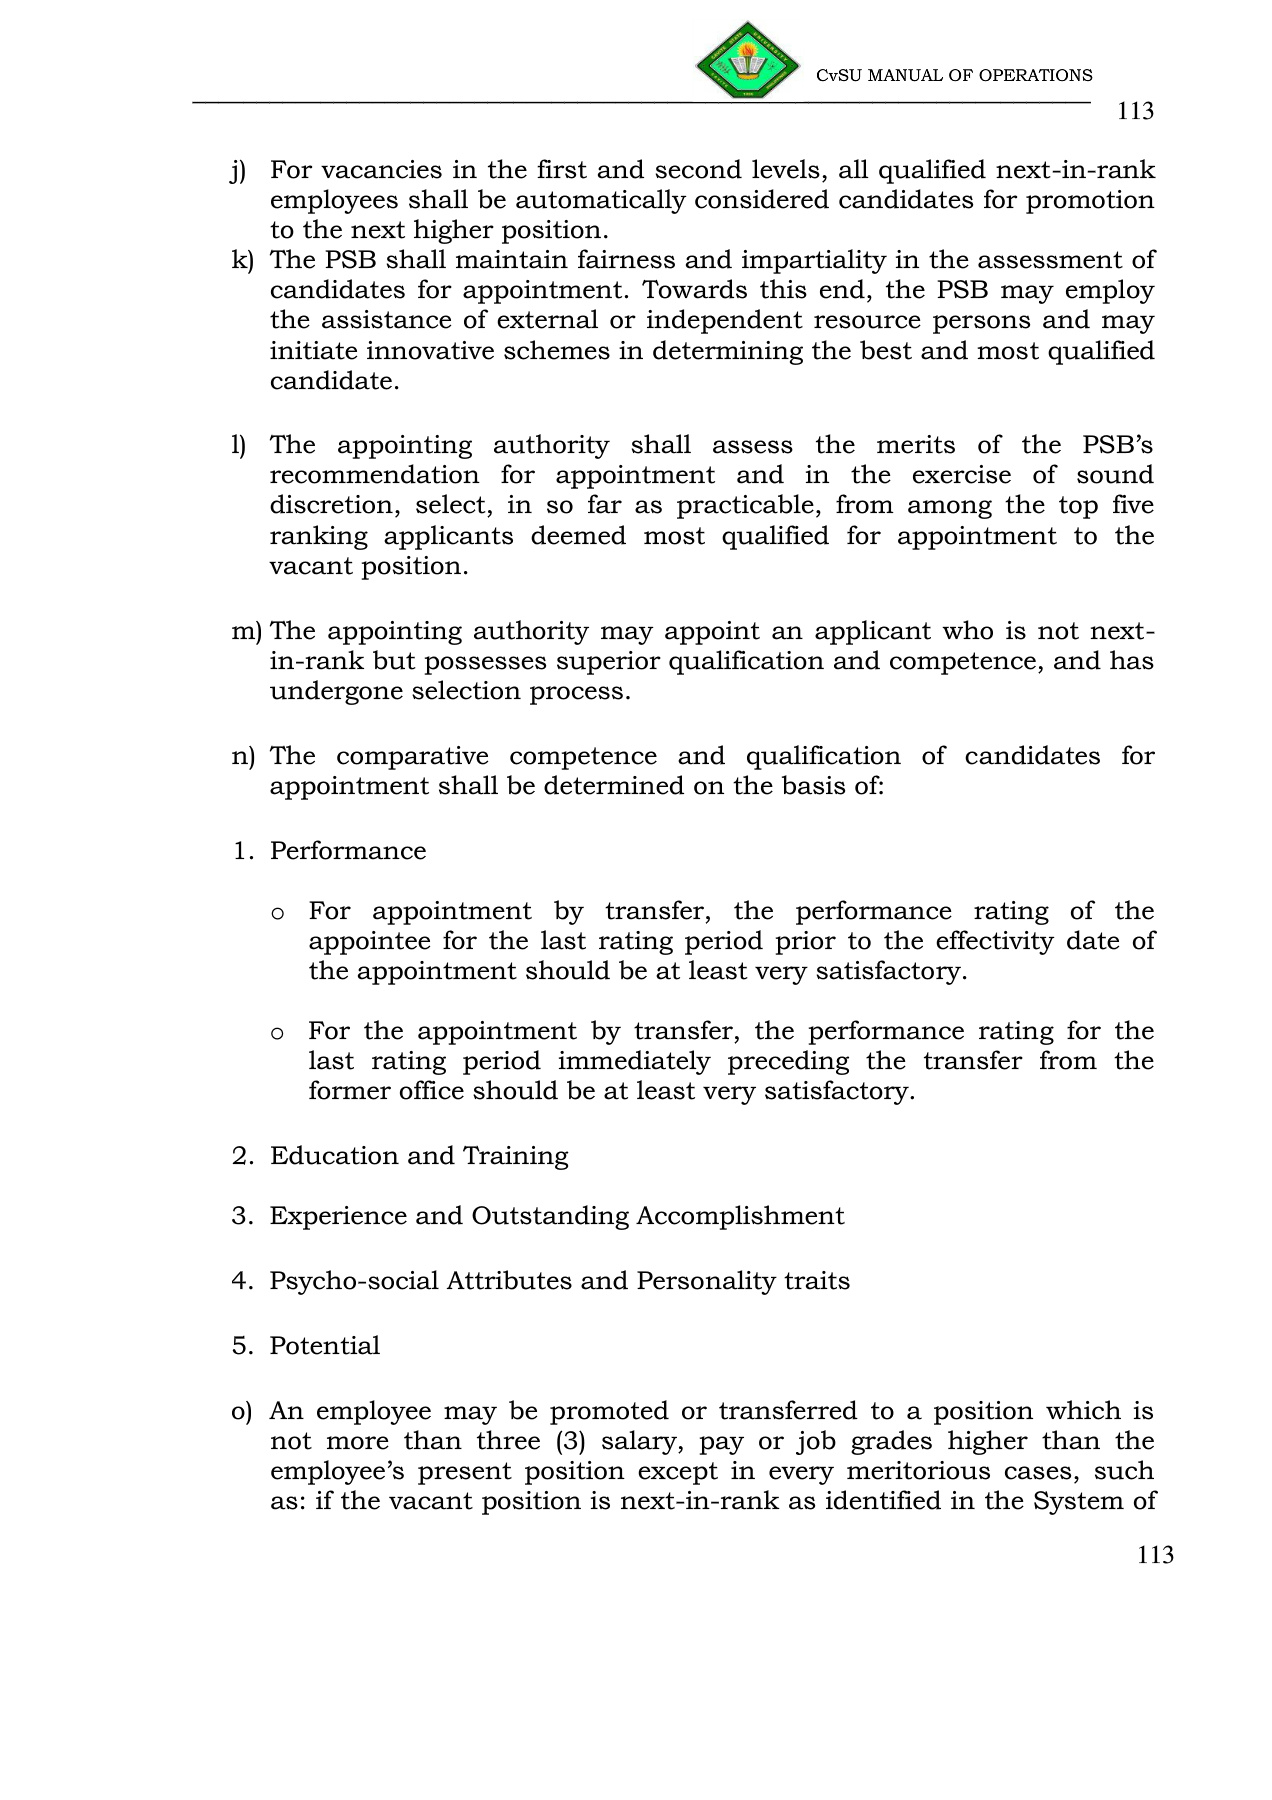 CvSU MANUAL OF OPERATIONS
113
j) For vacancies in the first and second levels, all qualified next-in-rank
employees shall be automatically considered candidates for promotion
to the next higher position.
k) The PSB shall maintain fairness and impartiality in the assessment of
candidates for appointment. Towards this end, the PSB may employ
the assistance of external or independent resource persons and may
initiate innovative schemes in determining the best and most qualified
candidate.
l) The appointing authority shall assess the merits of the PSB’s
recommendation for appointment and in the exercise of sound
discretion, select, in so far as practicable, from among the top five
ranking applicants deemed most qualified for appointment to the
vacant position.
m) The appointing authority may appoint an applicant who is not next-
in-rank but possesses superior qualification and competence, and has
undergone selection process.
n) The comparative competence and qualification of candidates for
appointment shall be determined on the basis of:
1. Performance
o For appointment by transfer, the performance rating of the
appointee for the last rating period prior to the effectivity date of
the appointment should be at least very satisfactory.
o For the appointment by transfer, the performance rating for the
last rating period immediately preceding the transfer from the
former office should be at least very satisfactory.
2. Education and Training
3. Experience and Outstanding Accomplishment
4. Psycho-social Attributes and Personality traits
5. Potential
o) An employee may be promoted or transferred to a position which is
not more than three (3) salary, pay or job grades higher than the
employee’s present position except in every meritorious cases, such
as: if the vacant position is next-in-rank as identified in the System of
113